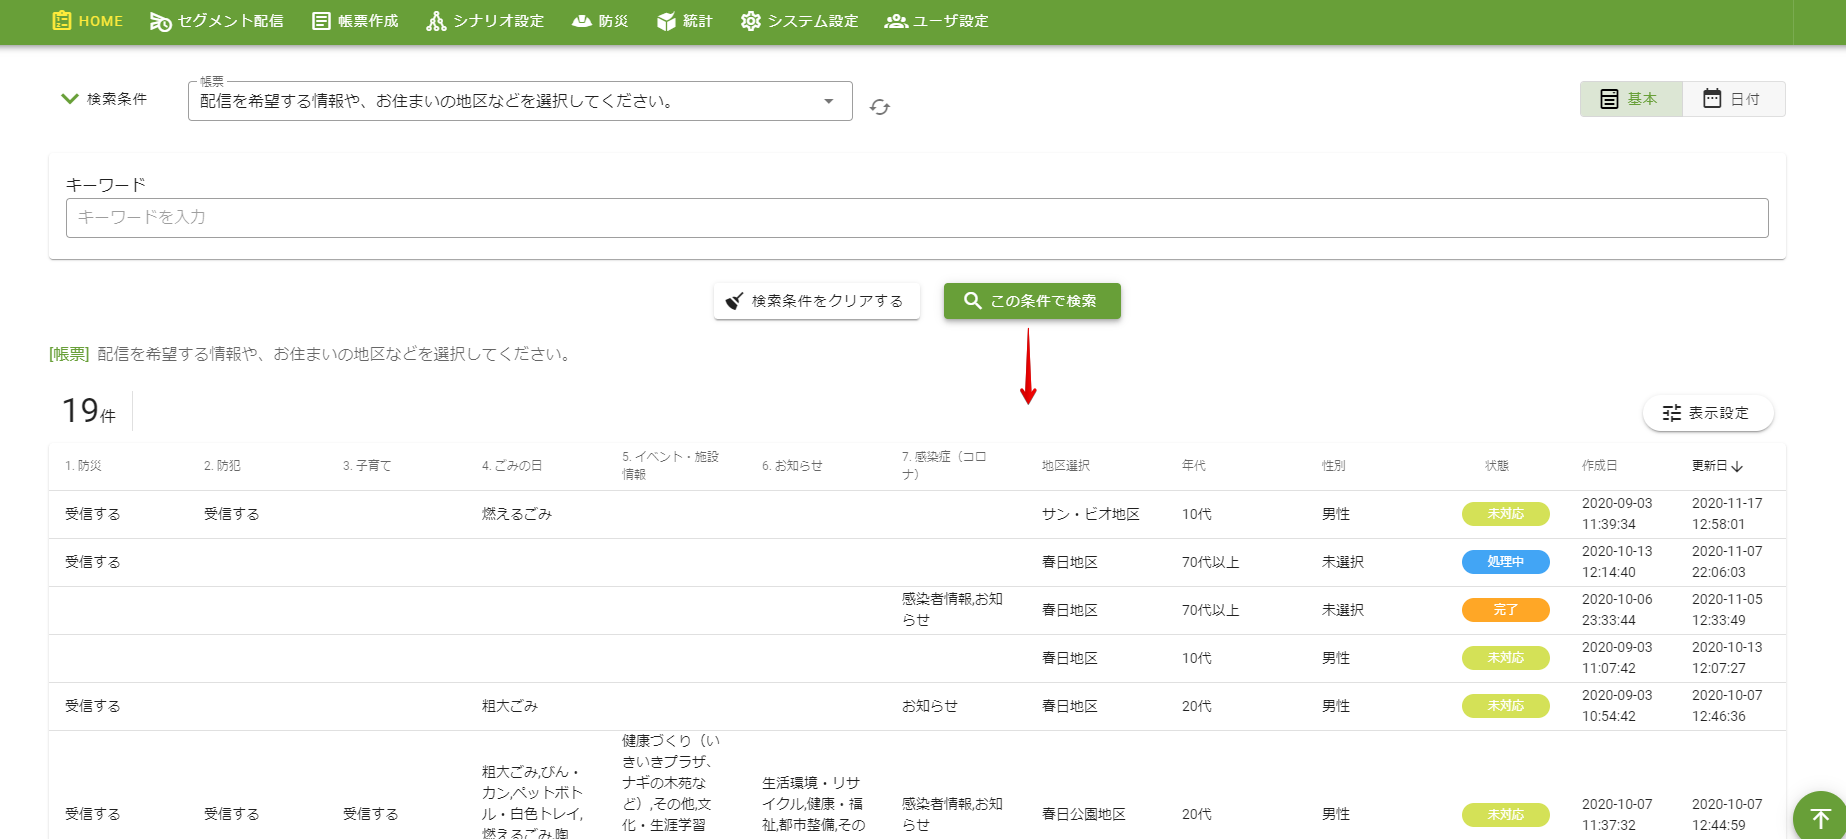 HOME セグメント配信 帳票作成 シナリオ設定 防災 統計 システム設定 ユーザ設定
検索条件
帳票
配信を希望する情報や、お住まいの地区などを選択してください。
基本 日付
キーワード
キーワードを入力
検索条件をクリアする この条件で検索
[帳票] 配信を希望する情報や、お住まいの地区などを選択してください。
19件
表示設定
1. 防災 2. 防犯 3. 子育て 4. ごみの日 5. イベント・施設 6. お知らせ 7. 感染症（コロ 地区選択 年代 性別 状態 作成日 更新日
情報 ナ）
受信する 受信する 燃えるごみ サン・ビオ地区 10代 男性 未対応 2020-09-03 2020-11-17
11:39:34 12:58:01
受信する 春日地区 70代以上 未選択 処理中 2020-10-13 2020-11-07
12:14:40 22:06:03
感染者情報,お知 春日地区 70代以上 未選択 完了 2020-10-06 2020-11-05
らせ 23:33:44 12:33:49
春日地区 10代 男性 未対応 2020-09-03 2020-10-13
11:07:42 12:07:27
受信する 粗大ごみ お知らせ 春日地区 20代 男性 未対応 2020-09-03 2020-10-07
10:54:42 12:46:36
健康づくり（い
きいきプラザ、
粗大ごみ,びん・
ナギの木苑な 生活環境・リサ
カン,ペットボト
ど）,その他,文 イクル,健康・福 感染者情報,お知 2020-10-07 2020-10-07
受信する 受信する 受信する ル・白色トレイ, 春日公園地区 20代 男性 未対応
化・生涯学習 祉,都市整備,その らせ 11:37:32 12:44:59
燃えるごみ,陶